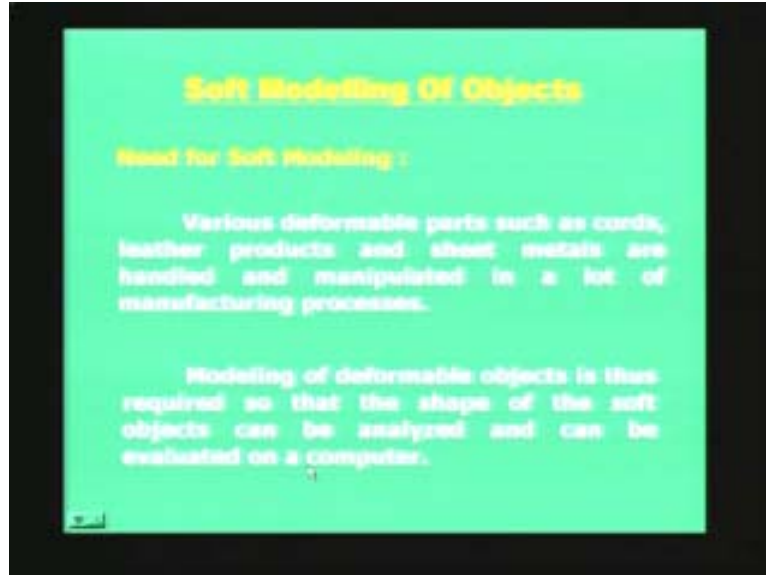 Soft Modelling Of Objects
Need for Soft Modeling :
Various deformable parts such as cords,
leather products and sheet metals are
handled and manipulated in a lot of
manufacturing processes.
Modeling of deformable objects is thus
required so that the shape of the soft
objects can be analyzed and can be
evaluated on a computer.